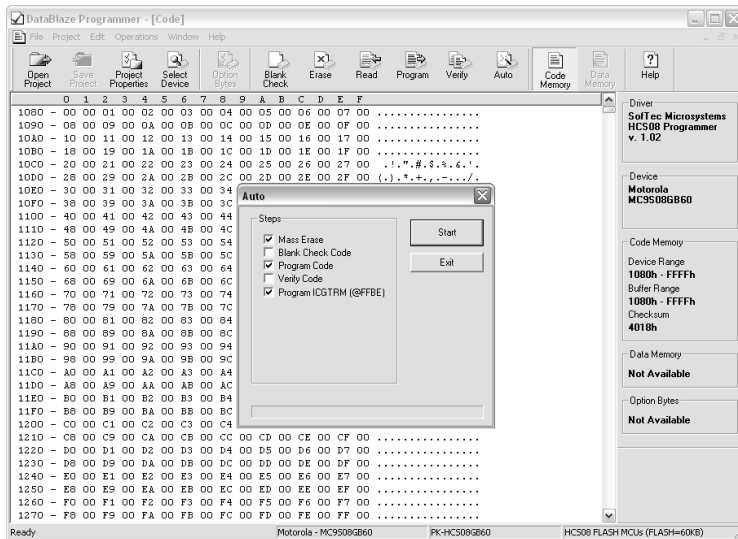 DataBlaze Programmer - [Code]
File Project Edit Operations Window Help
Open Project
Save Project
Project Properties
Select Device
Option Bytes
Blank Check
Erase
Read
Program
Verify
Auto
Code Memory
Data Memory
Help
0 1 2 3 4 5 6 7 8 9 A B C D E F
1080 - 00 00 01 00 02 00 03 00 04 00 05 00 06 00 07 00 ................
1090 - 08 00 09 00 0A 00 0B 00 0C 00 0D 00 0E 00 0F 00 ................
10A0 - 10 00 11 00 12 00 13 00 14 00 15 00 16 00 17 00 ................
10B0 - 18 00 19 00 1A 00 1B 00 1C 00 1D 00 1E 00 1F 00 ................
10C0 - 20 00 21 00 22 00 23 00 24 00 25 00 26 00 27 00 .!.".#.$.%.&.'.
10D0 - 28 00 29 00 2A 00 2B 00 2C 00 2D 00 2E 00 2F 00 (.).*.+.,.-.../.
10E0 - 30 00 31 00 32 00 33 00 34
10F0 - 38 00 39 00 3A 00 3B 00 3C
1100 - 40 00 41 00 42 00 43 00 44
1110 - 48 00 49 00 4A 00 4B 00 4C
1120 - 50 00 51 00 52 00 53 00 54
1130 - 58 00 59 00 5A 00 5B 00 5C
1140 - 60 00 61 00 62 00 63 00 64
1150 - 68 00 69 00 6A 00 6B 00 6C
1160 - 70 00 71 00 72 00 73 00 74
1170 - 78 00 79 00 7A 00 7B 00 7C
1180 - 80 00 81 00 82 00 83 00 84
1190 - 88 00 89 00 8A 00 8B 00 8C
11A0 - 90 00 91 00 92 00 93 00 94
11B0 - 98 00 99 00 9A 00 9B 00 9C
11C0 - A0 00 A1 00 A2 00 A3 00 A4
11D0 - A8 00 A9 00 AA 00 AB 00 AC
11E0 - B0 00 B1 00 B2 00 B3 00 B4
11F0 - B8 00 B9 00 BA 00 BB 00 BC
1200 - C0 00 C1 00 C2 00 C3 00 C4
1210 - C8 00 C9 00 CA 00 CB 00 CC 00 CD 00 CE 00 CF 00 ................
1220 - D0 00 D1 00 D2 00 D3 00 D4 00 D5 00 D6 00 D7 00 ................
1230 - D8 00 D9 00 DA 00 DB 00 DC 00 DD 00 DE 00 DF 00 ................
1240 - E0 00 E1 00 E2 00 E3 00 E4 00 E5 00 E6 00 E7 00 ................
1250 - E8 00 E9 00 EA 00 EB 00 EC 00 ED 00 EE 00 EF 00 ................
1260 - F0 00 F1 00 F2 00 F3 00 F4 00 F5 00 F6 00 F7 00 ................
1270 - F8 00 F9 00 FA 00 FB 00 FC 00 FD 00 FE 00 FF 00 ................
Auto
Steps
Mass Erase
Blank Check Code
Program Code
Verify Code
Program ICGTRM (@FFBE)
Start
Exit
Driver
SofTec Microsystems
HCS08 Programmer
v. 1.02
Device
Motorola
MC9S08GB60
Code Memory
Device Range
1080h - FFFFh
Buffer Range
1080h - FFFFh
Checksum
4018h
Data Memory
Not Available
Option Bytes
Not Available
Ready
Motorola - MC9S08GB60
PK-HCS08GB60
HCS08 FLASH MCUs (FLASH=60KB)